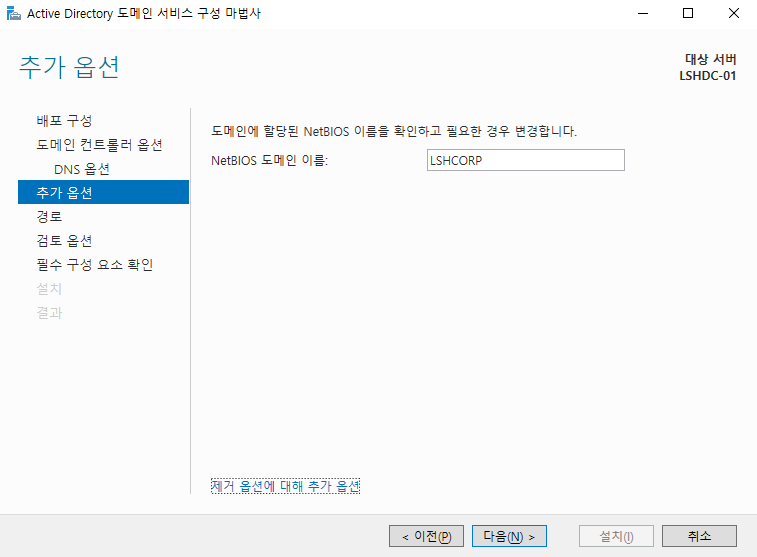 Active Directory 도메인 서비스 구성 마법사
추가 옵션
대상 서버
LSHDC-01
배포 구성
도메인 컨트롤러 옵션
DNS 옵션
추가 옵션
경로
검토 옵션
필수 구성 요소 확인
설치
결과
도메인에 할당된 NetBIOS 이름을 확인하고 필요한 경우 변경합니다.
NetBIOS 도메인 이름: LSHCORP
제거 옵션에 대해 추가 옵션
< 이전(P) 다음(N) > 설치(I) 취소